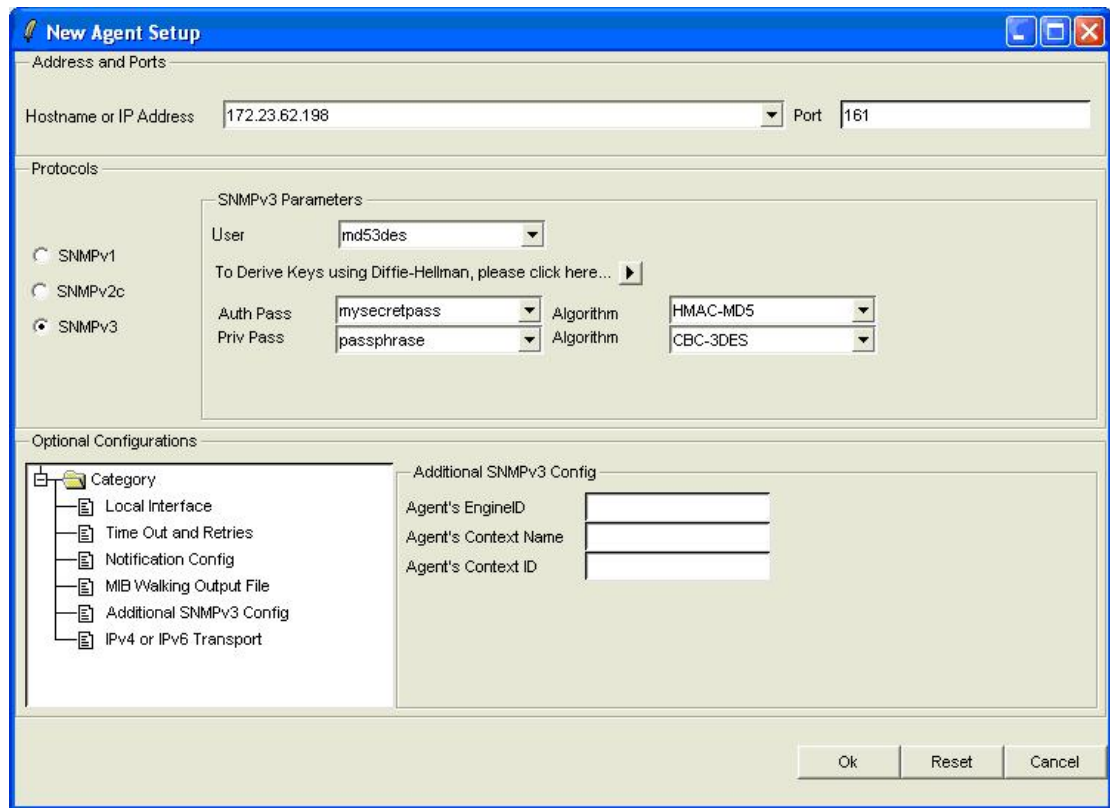 New Agent Setup
Address and Ports
Hostname or IP Address 172.23.62.198 Port 161
Protocols
SNMPv1
SNMPv2c
SNMPv3
SNMPv3 Parameters
User md53des
To Derive Keys using Diffie-Hellman, please click here...
Auth Pass mysecretpass Algorithm HMAC-MD5
Priv Pass passphrase Algorithm CBC-3DES
Optional Configurations
Category
Local Interface
Time Out and Retries
Notification Config
MIB Walking Output File
Additional SNMPv3 Config
IPv4 or IPv6 Transport
Additional SNMPv3 Config
Agent's EngineID
Agent's Context Name
Agent's Context ID
Ok Reset Cancel